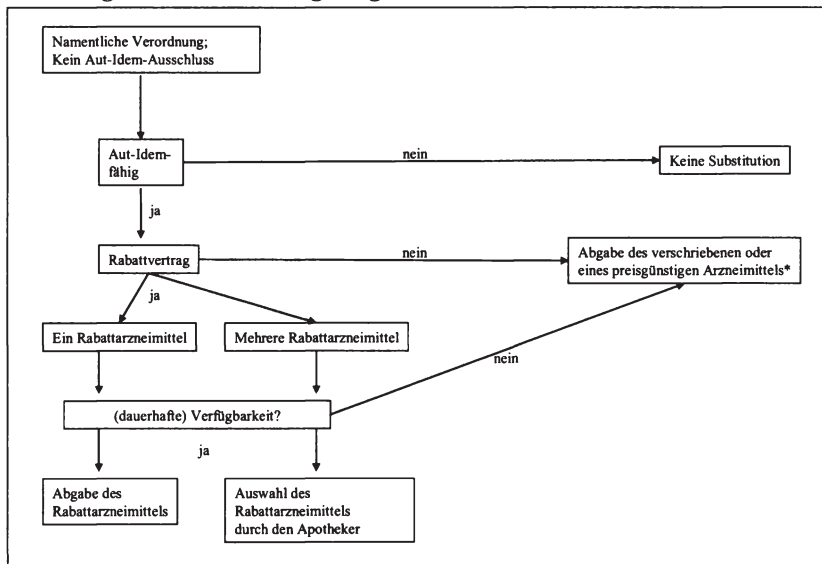 Namentliche Verordnung;
Kein Aut-Idem-Ausschluss
Aut-Idem-
fähig
nein
Keine Substitution
ja
Rabattvertrag
nein
Abgabe des verschriebenen oder
eines preisgünstigen Arzneimittels*
ja
Ein Rabattarzneimittel
Mehrere Rabattarzneimittel
nein
(dauerhafte) Verfügbarkeit?
ja
Abgabe des
Rabattarzneimittels
Auswahl des
Rabattarzneimittels
durch den Apotheker